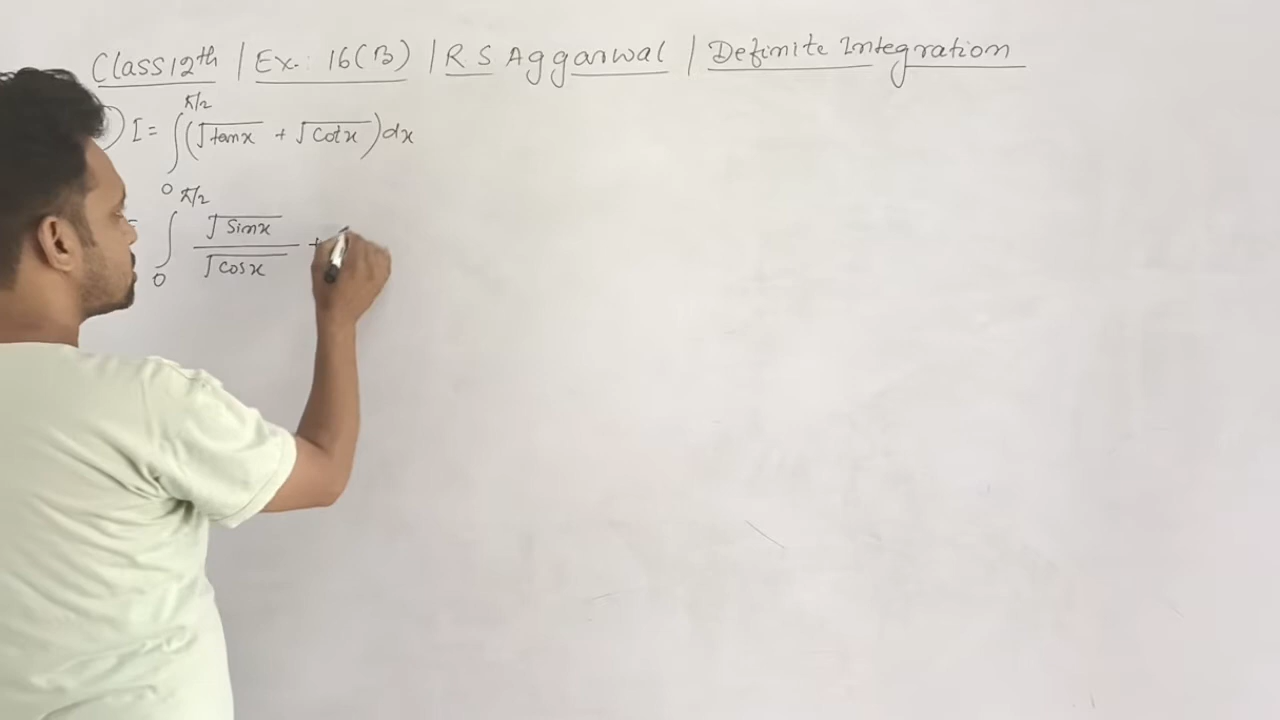 Class 12th | Ex.: 16(B) | R S Aggarwal | Definite Integration
) I = ∫₀^{π/2} (√tanx + √cotx) dx
= ∫₀^{π/2} √sinx / √cosx +